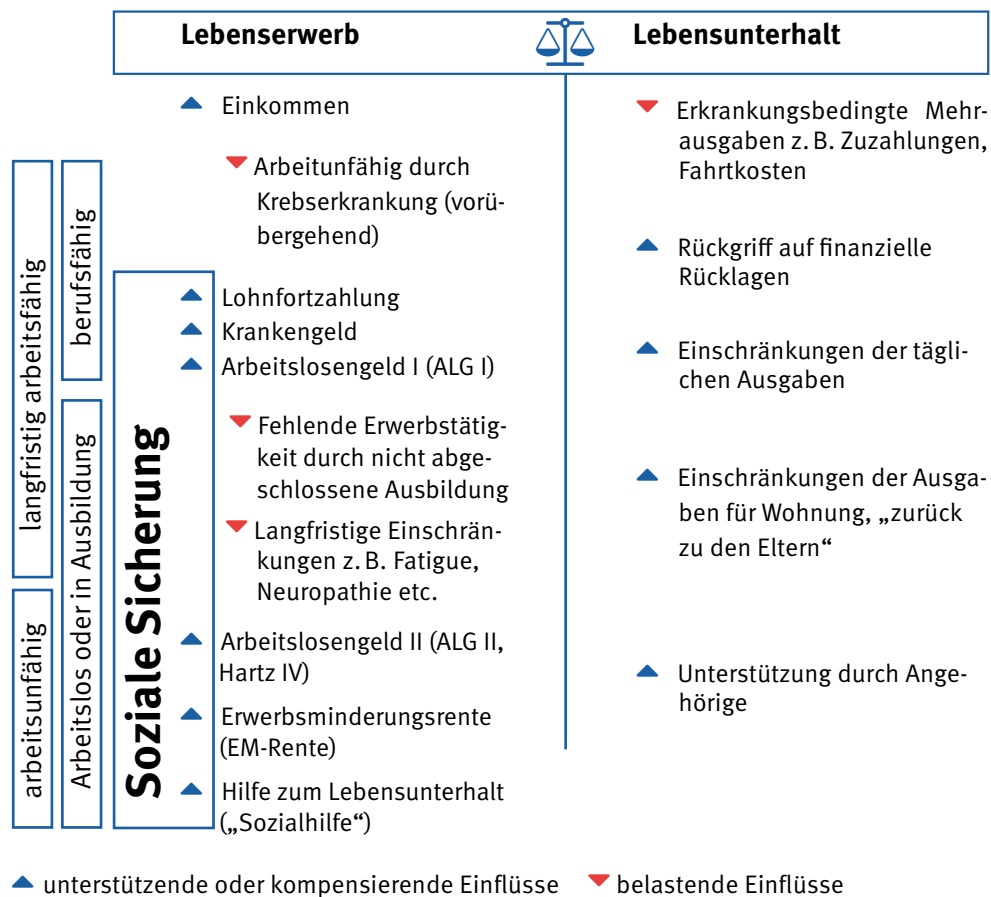 Lebenserwerb
Lebensunterhalt
Einkommen
Arbeitunfähig durch
Krebserkrankung (vorü-
bergehend)
Lohnfortzahlung
Krankengeld
Arbeitslosengeld I (ALG I)
Fehlende Erwerbstätig-
keit durch nicht abge-
schlossene Ausbildung
Langfristige Einschrän-
kungen z. B. Fatigue,
Neuropathie etc.
Arbeitslosengeld II (ALG II,
Hartz IV)
Erwerbsminderungsrente
(EM-Rente)
Hilfe zum Lebensunterhalt
(„Sozialhilfe“)
Erkrankungsbedingte Mehr-
ausgaben z. B. Zuzahlungen,
Fahrtkosten
Rückgriff auf finanzielle
Rücklagen
Einschränkungen der tägli-
chen Ausgaben
Einschränkungen der Ausga-
ben für Wohnung, „zurück
zu den Eltern“
Unterstützung durch Ange-
hörige
langfristig arbeitsfähig
arbeitsunfähig
berufsfähig
Arbeitslos oder in Ausbildung
Soziale Sicherung
unterstützende oder kompensierende Einflüsse
belastende Einflüsse